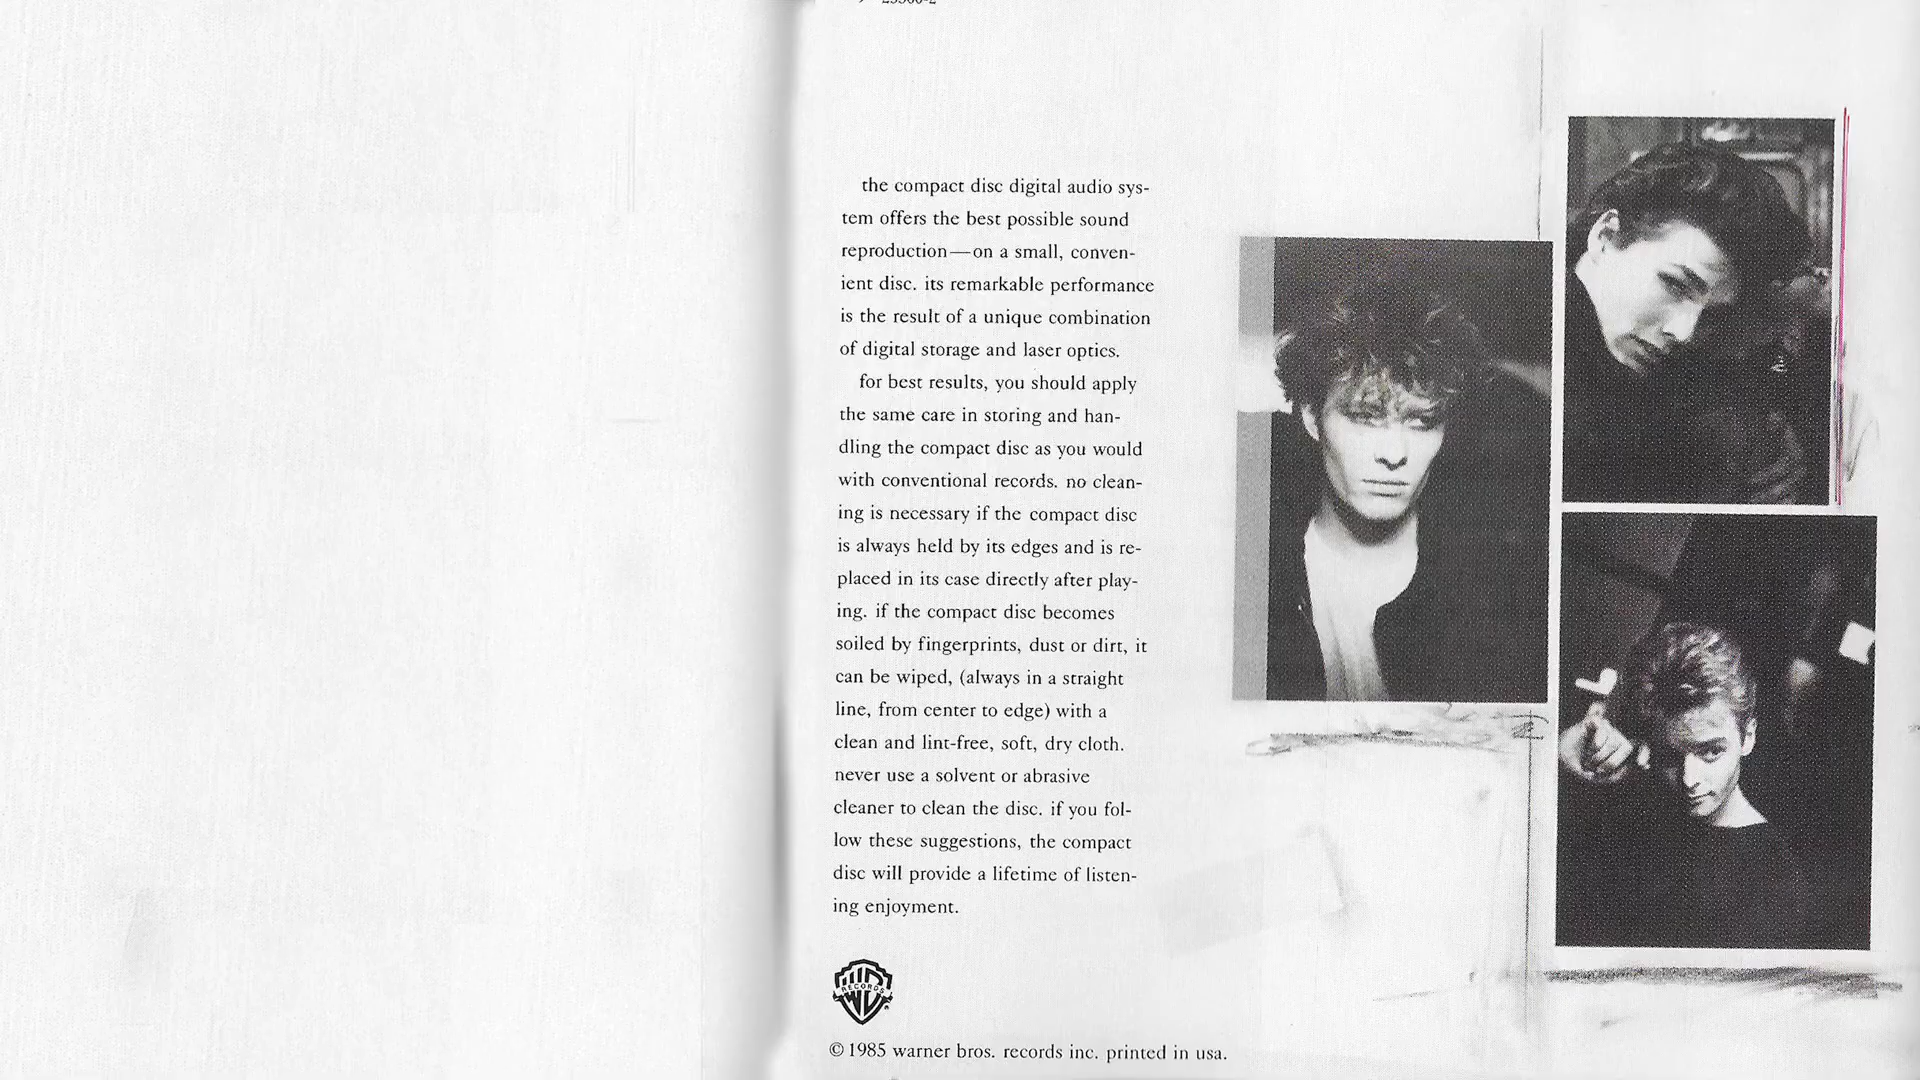 the compact disc digital audio sys-
tem offers the best possible sound
reproduction—on a small, conven-
ient disc. its remarkable performance
is the result of a unique combination
of digital storage and laser optics.
for best results, you should apply
the same care in storing and han-
dling the compact disc as you would
with conventional records. no clean-
ing is necessary if the compact disc
is always held by its edges and is re-
placed in its case directly after play-
ing. if the compact disc becomes
soiled by fingerprints, dust or dirt, it
can be wiped, (always in a straight
line, from center to edge) with a
clean and lint-free, soft, dry cloth.
never use a solvent or abrasive
cleaner to clean the disc. if you fol-
low these suggestions, the compact
disc will provide a lifetime of listen-
ing enjoyment.
WB
RECORDS
®
© 1985 warner bros. records inc. printed in usa.